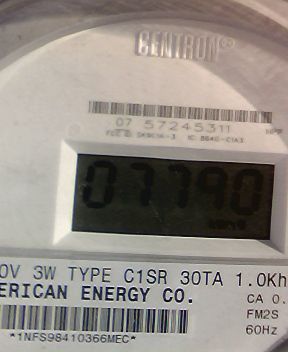 CENTRON®
07 57245311
07790
0V 3W TYPE C1SR 30TA 1.0Kh
ERICAN ENERGY CO.
CA 0.
FM2S
60Hz
*1NFS98410366MEC*